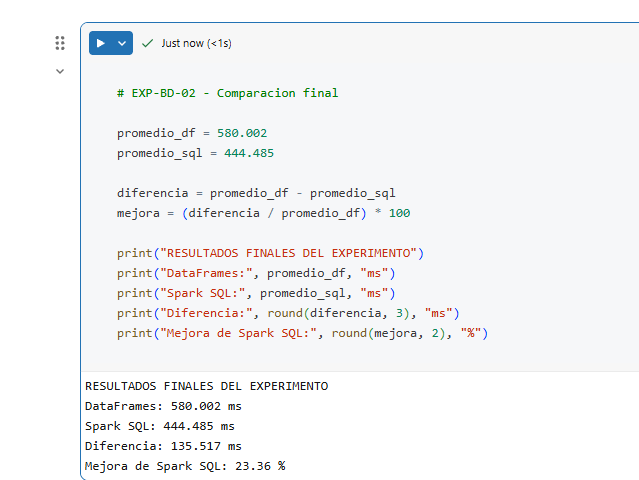 Just now (<1s)
# EXP-BD-02 - Comparacion final
promedio_df = 580.002
promedio_sql = 444.485
diferencia = promedio_df - promedio_sql
mejora = (diferencia / promedio_df) * 100
print("RESULTADOS FINALES DEL EXPERIMENTO")
print("DataFrames:", promedio_df, "ms")
print("Spark SQL:", promedio_sql, "ms")
print("Diferencia:", round(diferencia, 3), "ms")
print("Mejora de Spark SQL:", round(mejora, 2), "%")
RESULTADOS FINALES DEL EXPERIMENTO
DataFrames: 580.002 ms
Spark SQL: 444.485 ms
Diferencia: 135.517 ms
Mejora de Spark SQL: 23.36 %